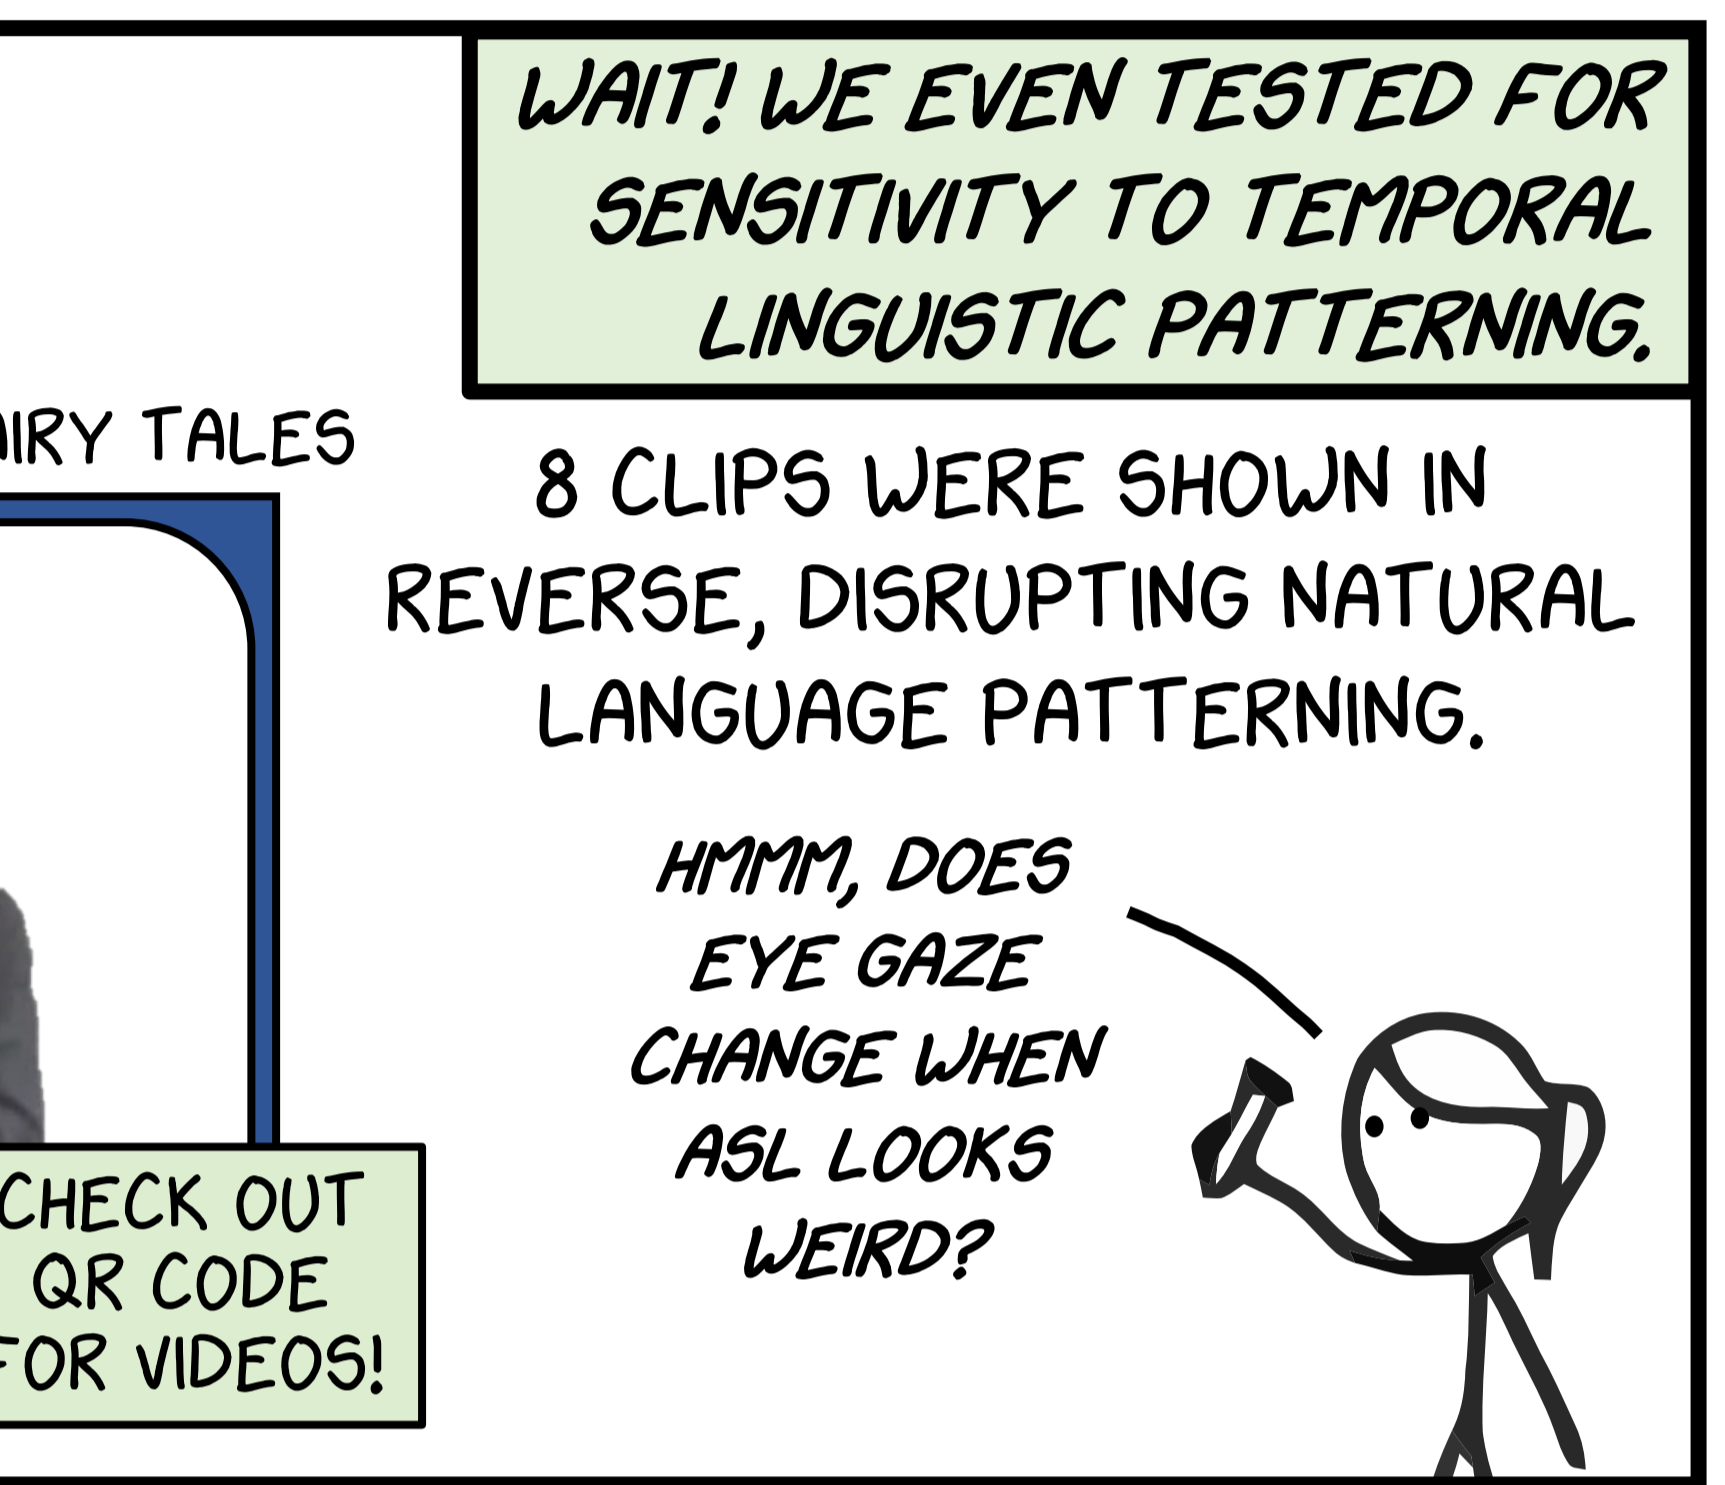 WAIT! WE EVEN TESTED FOR
SENSITIVITY TO TEMPORAL
LINGUISTIC PATTERNING.
TALES
8 CLIPS WERE SHOWN IN
REVERSE, DISRUPTING NATURAL
LANGUAGE PATTERNING.
HMMM, DOES
EYE GAZE
CHANGE WHEN
ASL LOOKS
WEIRD?
CHECK OUT
QR CODE
FOR VIDEOS!